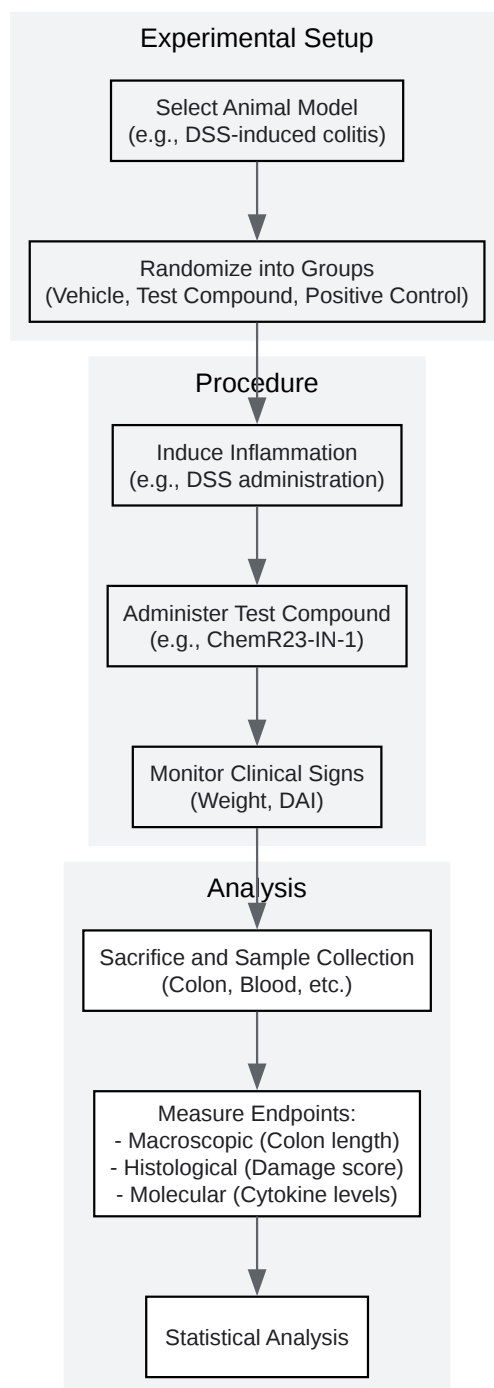 Experimental Setup
Select Animal Model
(e.g., DSS-induced colitis)
Randomize into Groups
(Vehicle, Test Compound, Positive Control)
Procedure
Induce Inflammation
(e.g., DSS administration)
Administer Test Compound
(e.g., ChemR23-IN-1)
Monitor Clinical Signs
(Weight, DAI)
Analysis
Sacrifice and Sample Collection
(Colon, Blood, etc.)
Measure Endpoints:
- Macroscopic (Colon length)
- Histological (Damage score)
- Molecular (Cytokine levels)
Statistical Analysis